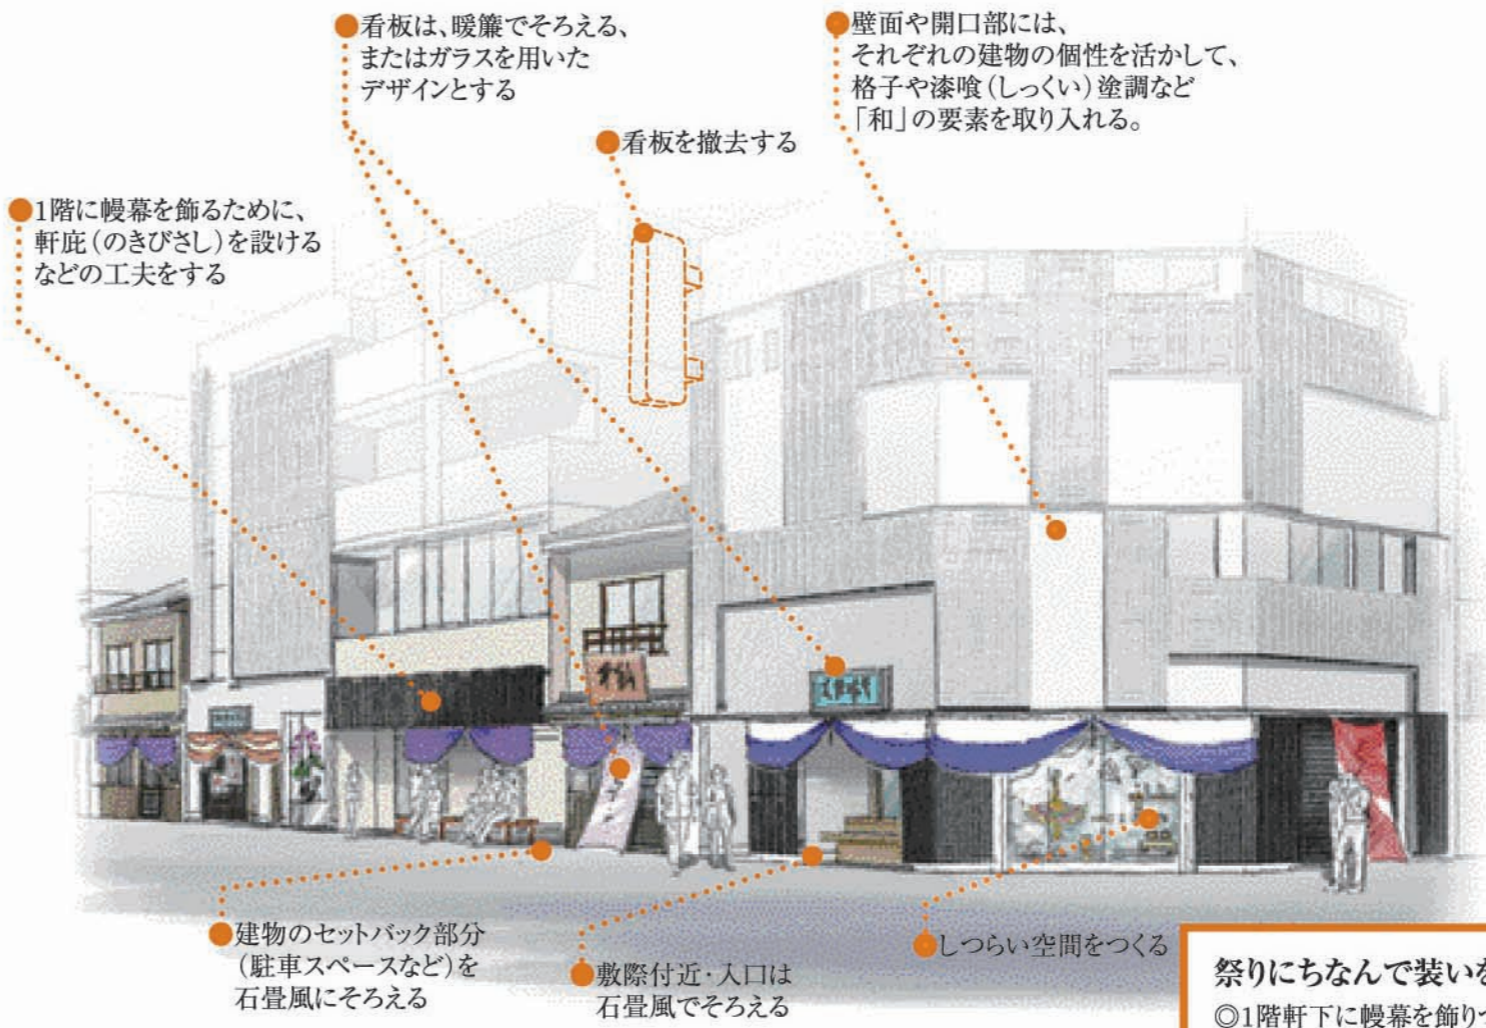 ●看板は、暖簾でそろえる、
またはガラスを用いた
デザインとする
●壁面や開口部には、
それぞれの建物の個性を活かして、
格子や漆喰(しっくい)塗調など
「和」の要素を取り入れる。
●看板を撤去する
●1階に幔幕を飾るために、
軒庇(のきびさし)を設ける
などの工夫をする
●建物のセットバック部分
(駐車スペースなど)を
石畳風にそろえる
●敷際付近・入口は
石畳風でそろえる
●しつらい空間をつくる
祭りにちなんで装いを
◎1階軒下に幔幕を飾りつ